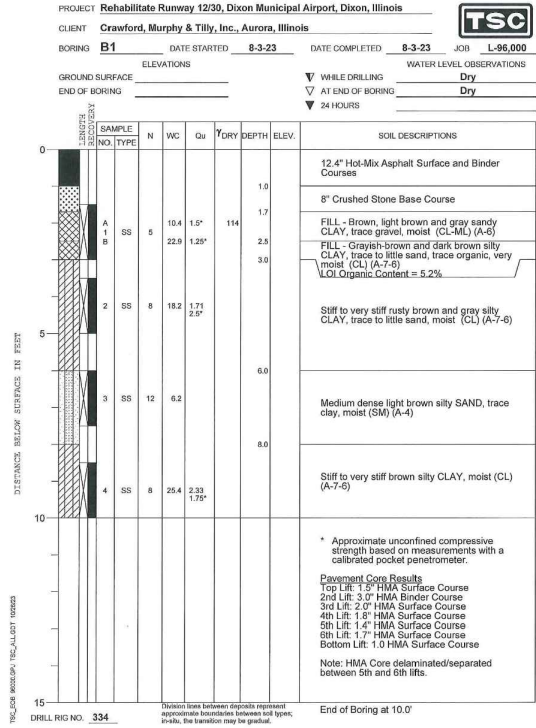 PROJECT Rehabilitate Runway 12/30, Dixon Municipal Airport, Dixon, Illinois
TSC
CLIENT Crawford, Murphy & Tilly, Inc., Aurora, Illinois
BORING B1 DATE STARTED 8-3-23 DATE COMPLETED 8-3-23 JOB L-96,000
ELEVATIONS WATER LEVEL OBSERVATIONS
GROUND SURFACE ▼ WHILE DRILLING Dry
END OF BORING ▽ AT END OF BORING Dry
▼ 24 HOURS
LENGTH
RECOVERY
SAMPLE
NO. TYPE N WC Qu γDRY DEPTH ELEV. SOIL DESCRIPTIONS
0
12.4" Hot-Mix Asphalt Surface and Binder
Courses
1.0
8" Crushed Stone Base Course
1.7
A 10.4 1.5* 114 FILL - Brown, light brown and gray sandy
1 SS 5 CLAY, trace gravel, moist (CL-ML) (A-6)
B 22.9 1.25* 2.5
FILL - Grayish-brown and dark brown silty
CLAY, trace to little sand, trace organic, very
3.0 moist (CL) (A-7-6)
LOI Organic Content = 5.2%
2 SS 8 18.2 1.71
2.5*
Stiff to very stiff rusty brown and gray silty
CLAY, trace to little sand, moist (CL) (A-7-6)
5
6.0
3 SS 12 6.2
Medium dense light brown silty SAND, trace
clay, moist (SM) (A-4)
8.0
Stiff to very stiff brown silty CLAY, moist (CL)
(A-7-6)
4 SS 8 25.4 2.33
1.75*
10
* Approximate unconfined compressive
strength based on measurements with a
calibrated pocket penetrometer.
Pavement Core Results
Top Lift: 1.5" HMA Surface Course
2nd Lift: 3.0" HMA Binder Course
3rd Lift: 2.0" HMA Surface Course
4th Lift: 1.8" HMA Surface Course
5th Lift: 1.4" HMA Surface Course
6th Lift: 1.7" HMA Surface Course
Bottom Lift: 1.0 HMA Surface Course
Note: HMA Core delaminated/separated
between 5th and 6th lifts.
15
End of Boring at 10.0'
DISTANCE BELOW SURFACE IN FEET
DRILL RIG NO. 334
Division lines between deposits represent
approximate boundaries between soil types;
in-situ, the transition may be gradual.